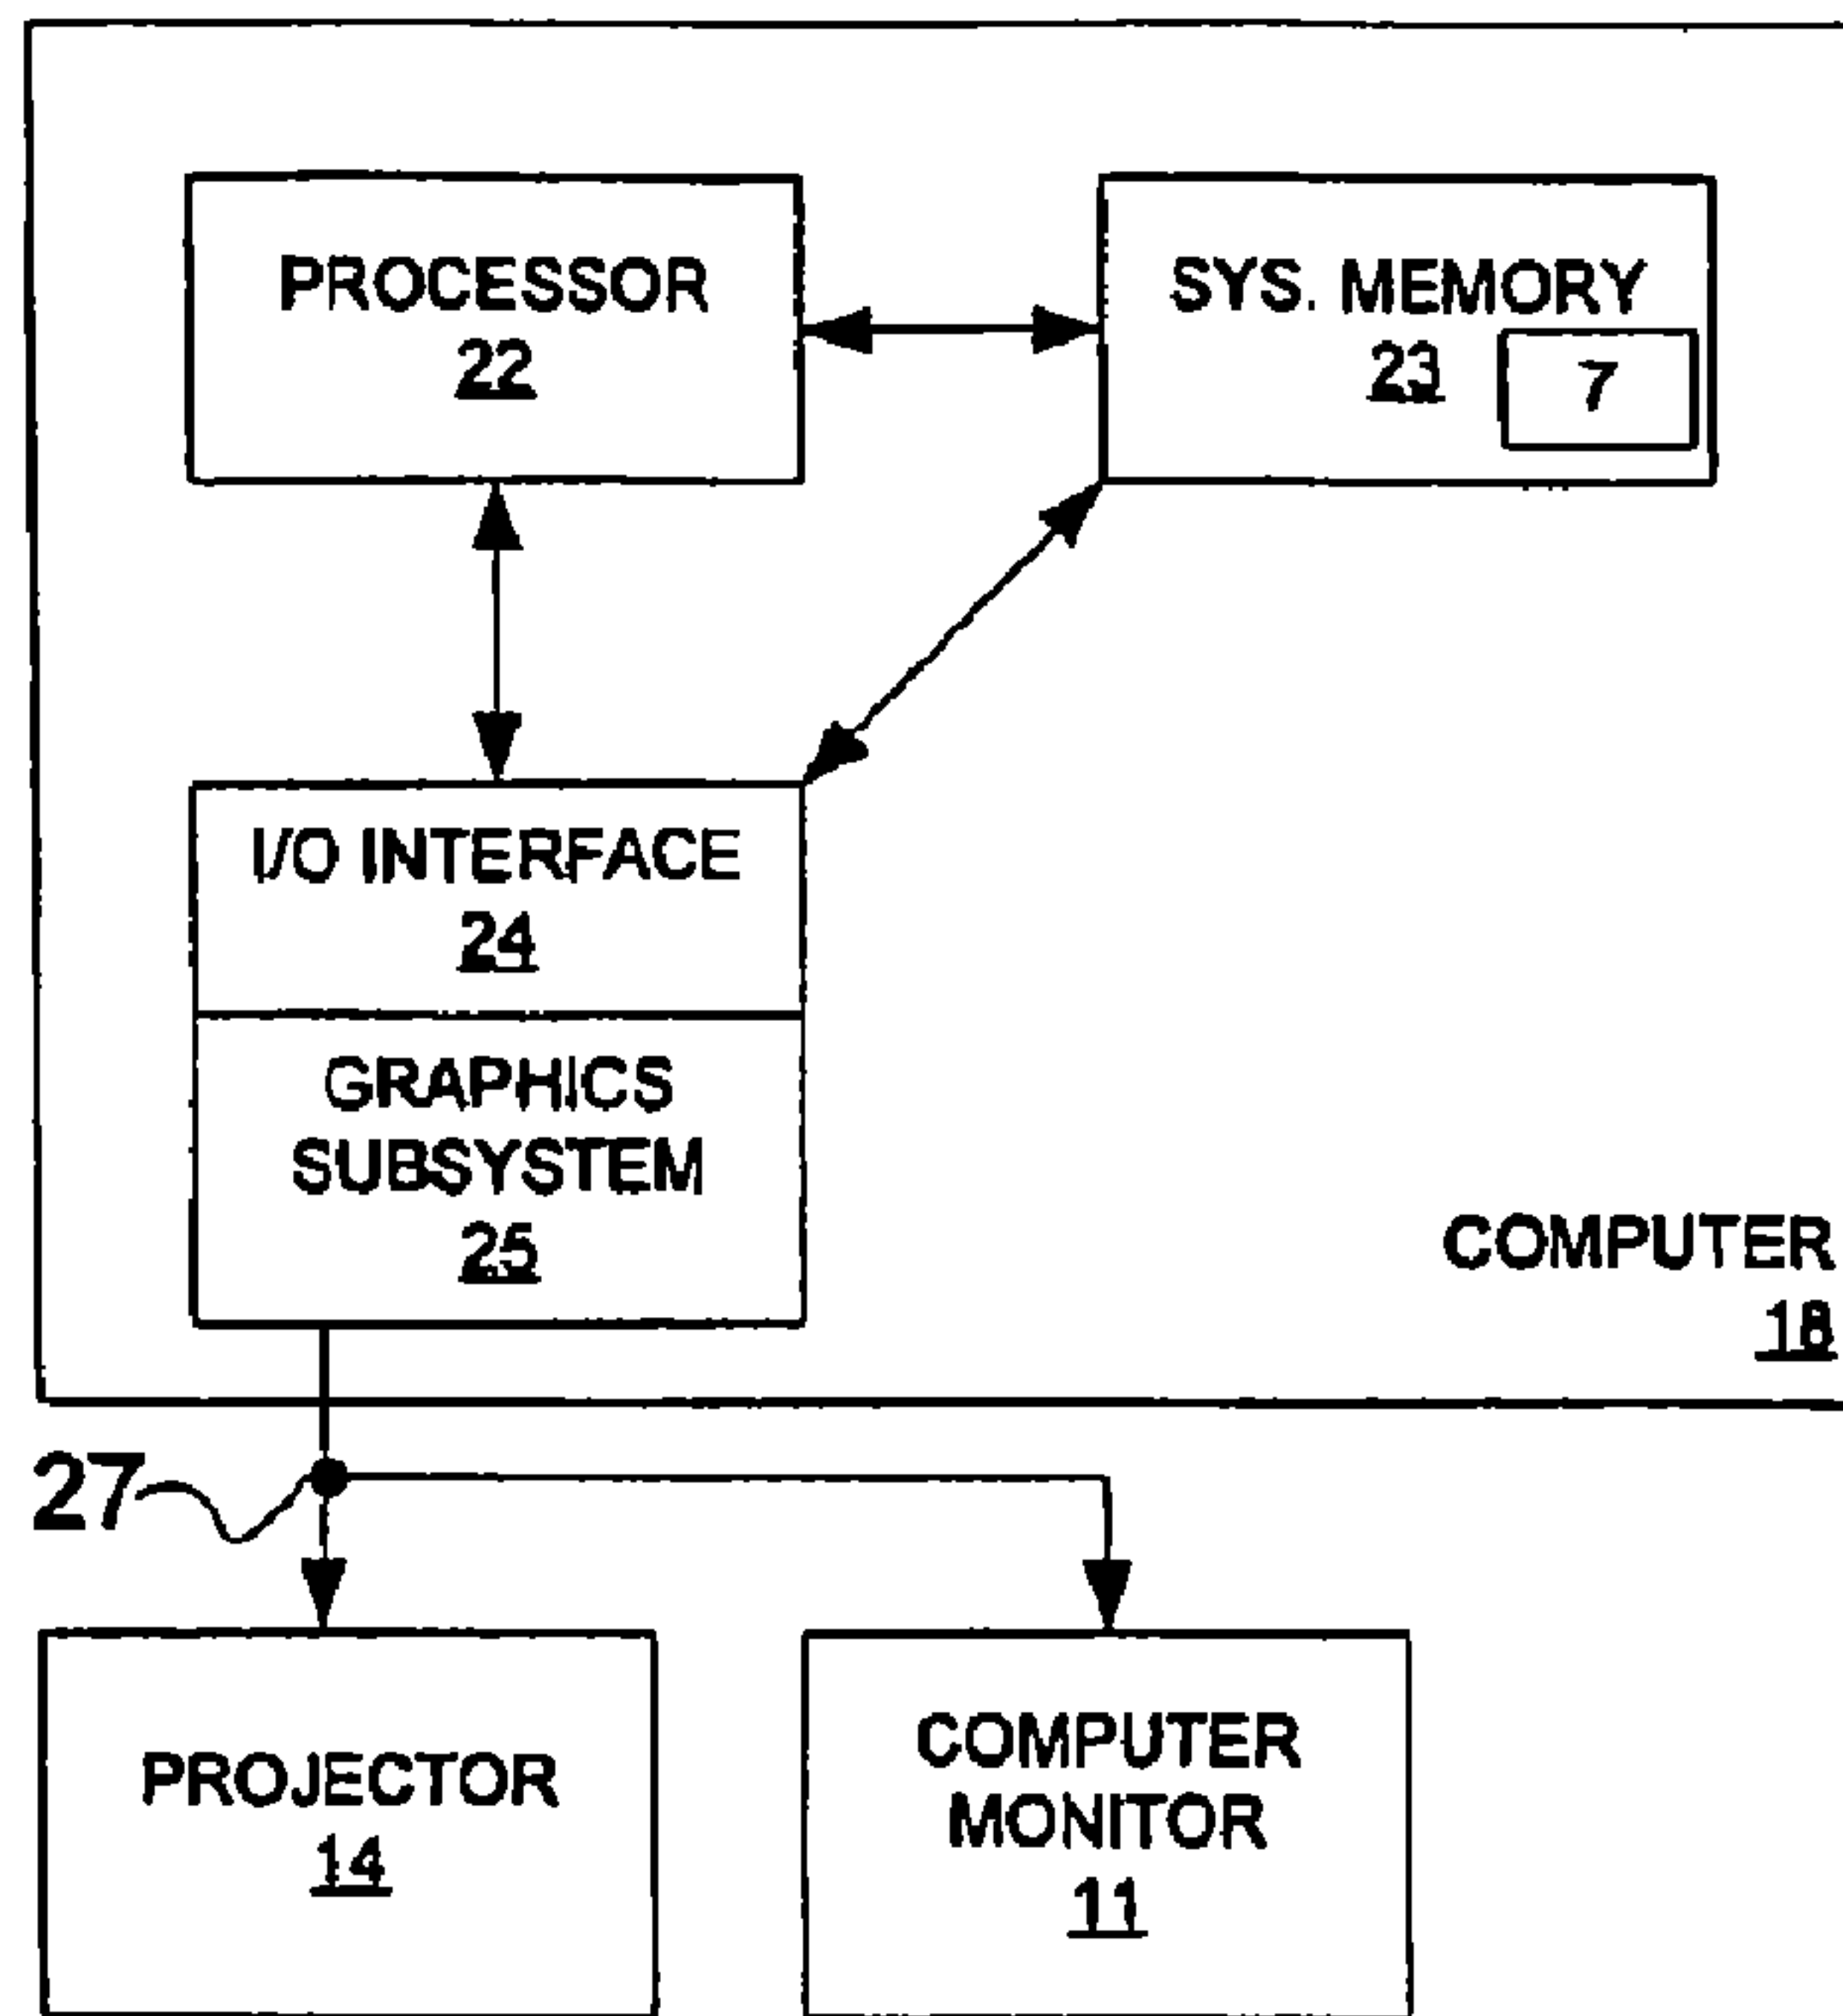 PROCESSOR
22
SYS. MEMORY
23
7
I/O INTERFACE
24
GRAPHICS
SUBSYSTEM
25
COMPUTER
18
27
PROJECTOR
14
COMPUTER
MONITOR
11